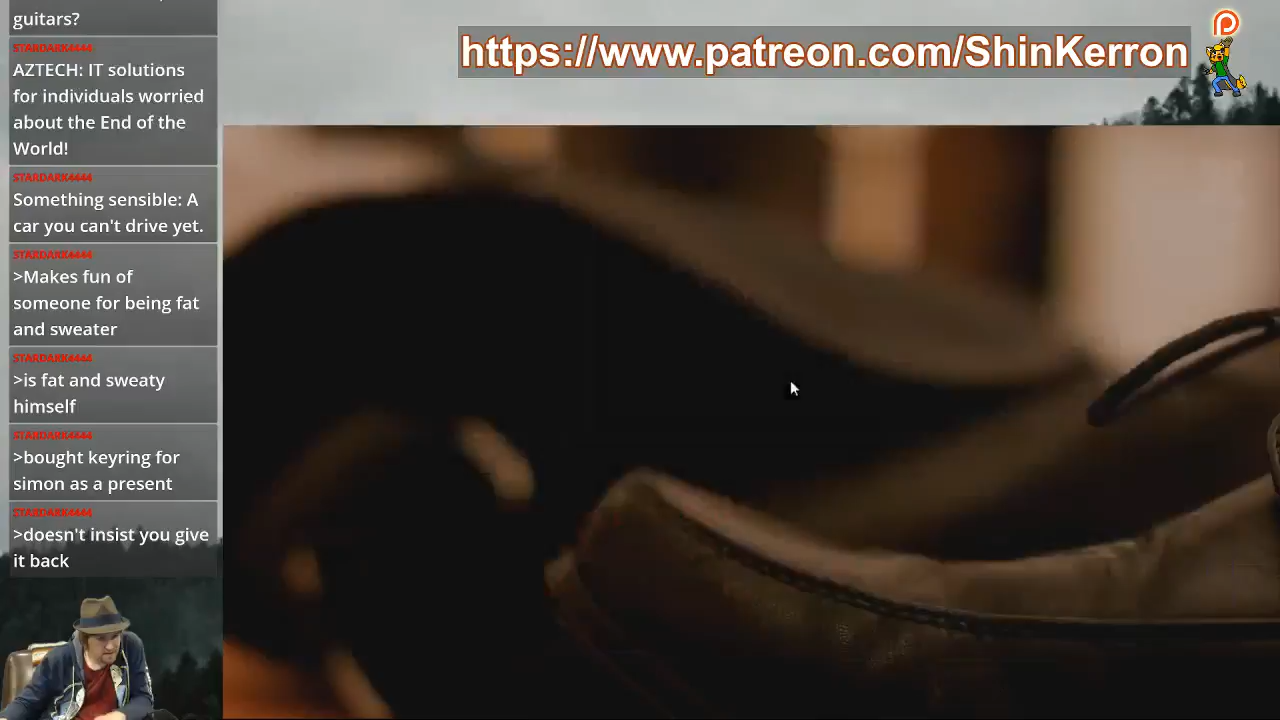 guitars?
https://www.patreon.com/ShinKerron
STARDARK4444
AZTECH: IT solutions
for individuals worried
about the End of the
World!
STARDARK4444
Something sensible: A
car you can't drive yet.
STARDARK4444
>Makes fun of
someone for being fat
and sweater
STARDARK4444
>is fat and sweaty
himself
STARDARK4444
>bought keyring for
simon as a present
STARDARK4444
>doesn't insist you give
it back